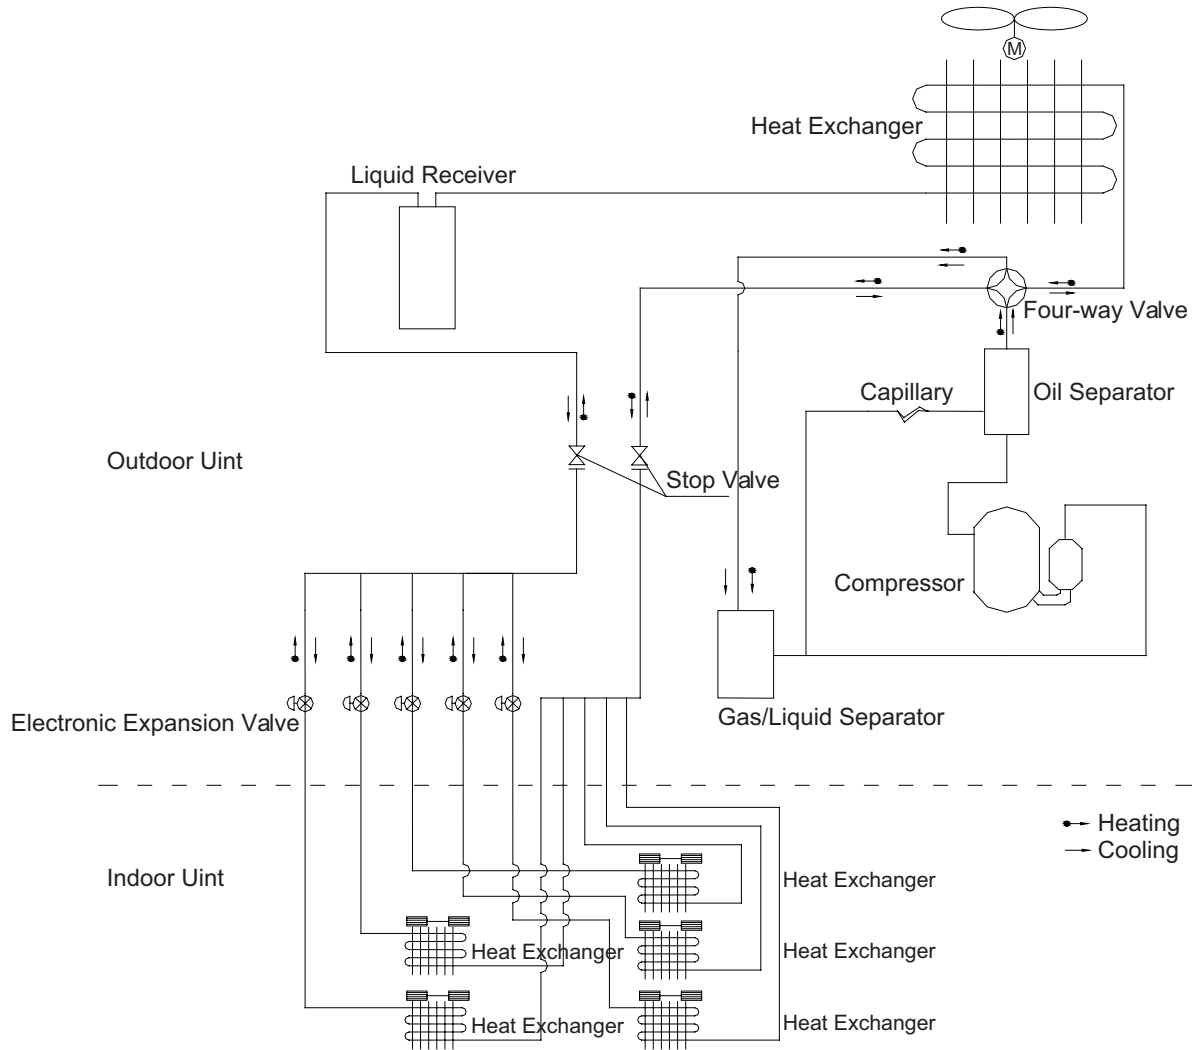 M
Heat Exchanger
Liquid Receiver
Four-way Valve
Capillary
Oil Separator
Outdoor Uint
Stop Valve
Compressor
Gas/Liquid Separator
Electronic Expansion Valve
Heating
Cooling
Indoor Uint
Heat Exchanger
Heat Exchanger
Heat Exchanger
Heat Exchanger
Heat Exchanger